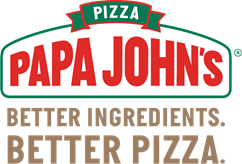 PIZZA
PAPA JOHN'S®
BETTER INGREDIENTS.
BETTER PIZZA.